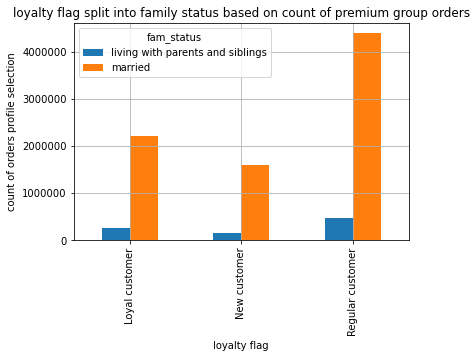 loyalty flag split into family status based on count of premium group orders
fam_status
living with parents and siblings
married
count of orders profile selection
4000000
3000000
2000000
1000000
0
Loyal customer
New customer
Regular customer
loyalty flag